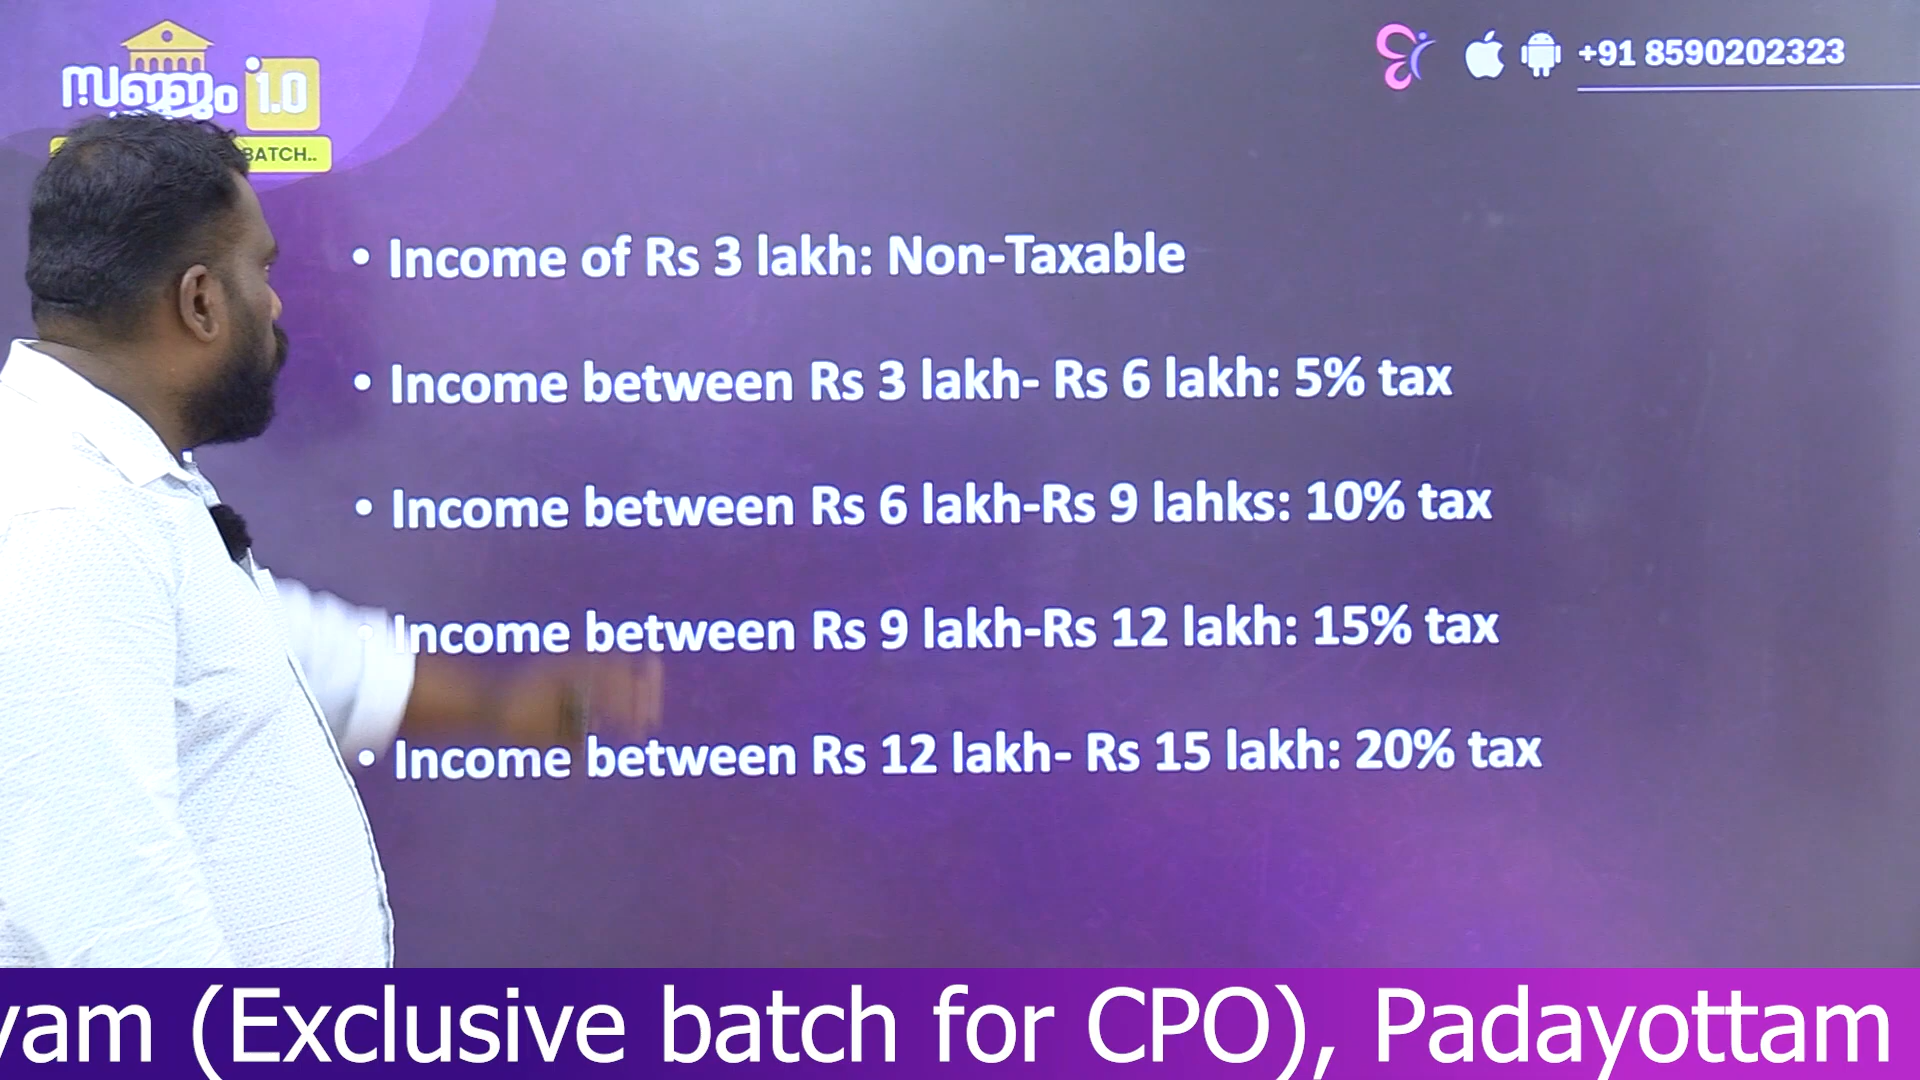 1.0
BATCH..
+91 8590202323
• Income of Rs 3 lakh: Non-Taxable
• Income between Rs 3 lakh- Rs 6 lakh: 5% tax
• Income between Rs 6 lakh-Rs 9 lahks: 10% tax
• Income between Rs 9 lakh-Rs 12 lakh: 15% tax
• Income between Rs 12 lakh- Rs 15 lakh: 20% tax
yam (Exclusive batch for CPO), Padayottam